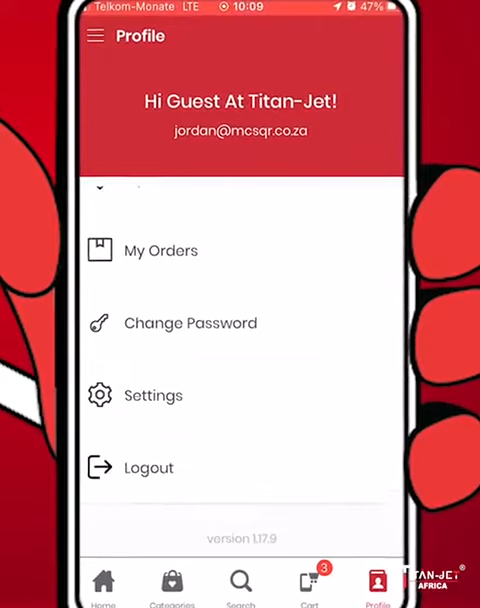 Telkom-Monate LTE 10:09 47%
Profile
Hi Guest At Titan-Jet!
jordan@mcsqr.co.za
My Orders
Change Password
Settings
Logout
version 1.17.9
3
Home Categories Search Cart Profile
TITAN-JET®
AFRICA